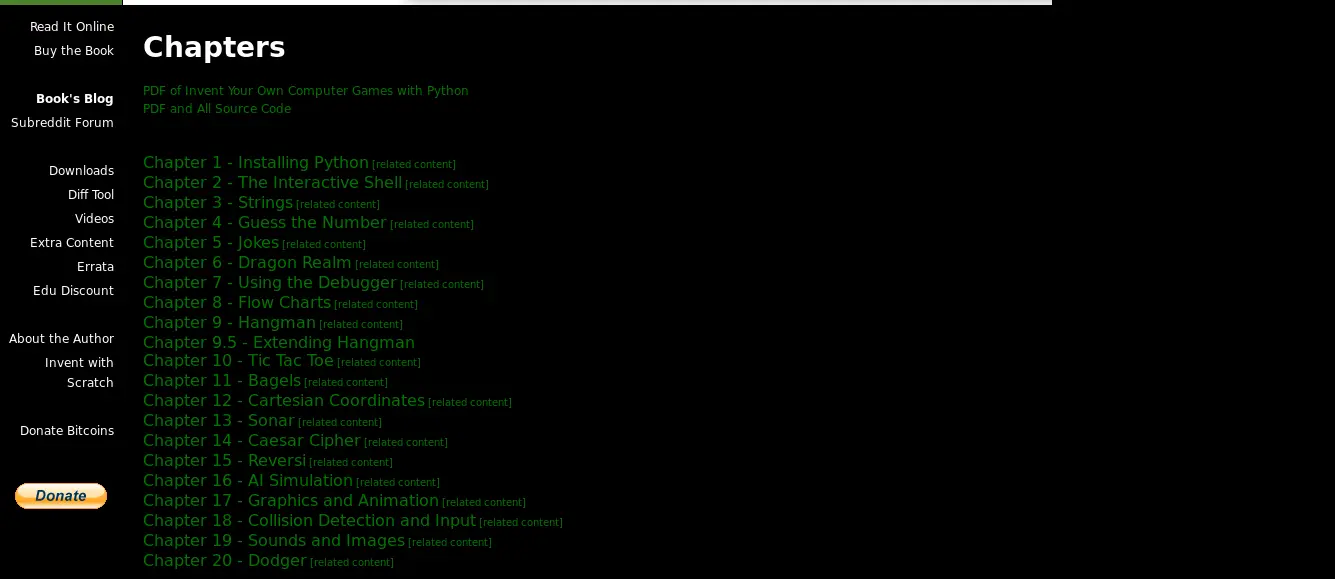 Read It Online
Buy the Book
Book's Blog
Subreddit Forum
Downloads
Diff Tool
Videos
Extra Content
Errata
Edu Discount
About the Author
Invent with
Scratch
Donate Bitcoins
Donate
Chapters
PDF of Invent Your Own Computer Games with Python
PDF and All Source Code
Chapter 1 - Installing Python [related content]
Chapter 2 - The Interactive Shell [related content]
Chapter 3 - Strings [related content]
Chapter 4 - Guess the Number [related content]
Chapter 5 - Jokes [related content]
Chapter 6 - Dragon Realm [related content]
Chapter 7 - Using the Debugger [related content]
Chapter 8 - Flow Charts [related content]
Chapter 9 - Hangman [related content]
Chapter 9.5 - Extending Hangman
Chapter 10 - Tic Tac Toe [related content]
Chapter 11 - Bagels [related content]
Chapter 12 - Cartesian Coordinates [related content]
Chapter 13 - Sonar [related content]
Chapter 14 - Caesar Cipher [related content]
Chapter 15 - Reversi [related content]
Chapter 16 - AI Simulation [related content]
Chapter 17 - Graphics and Animation [related content]
Chapter 18 - Collision Detection and Input [related content]
Chapter 19 - Sounds and Images [related content]
Chapter 20 - Dodger [related content]